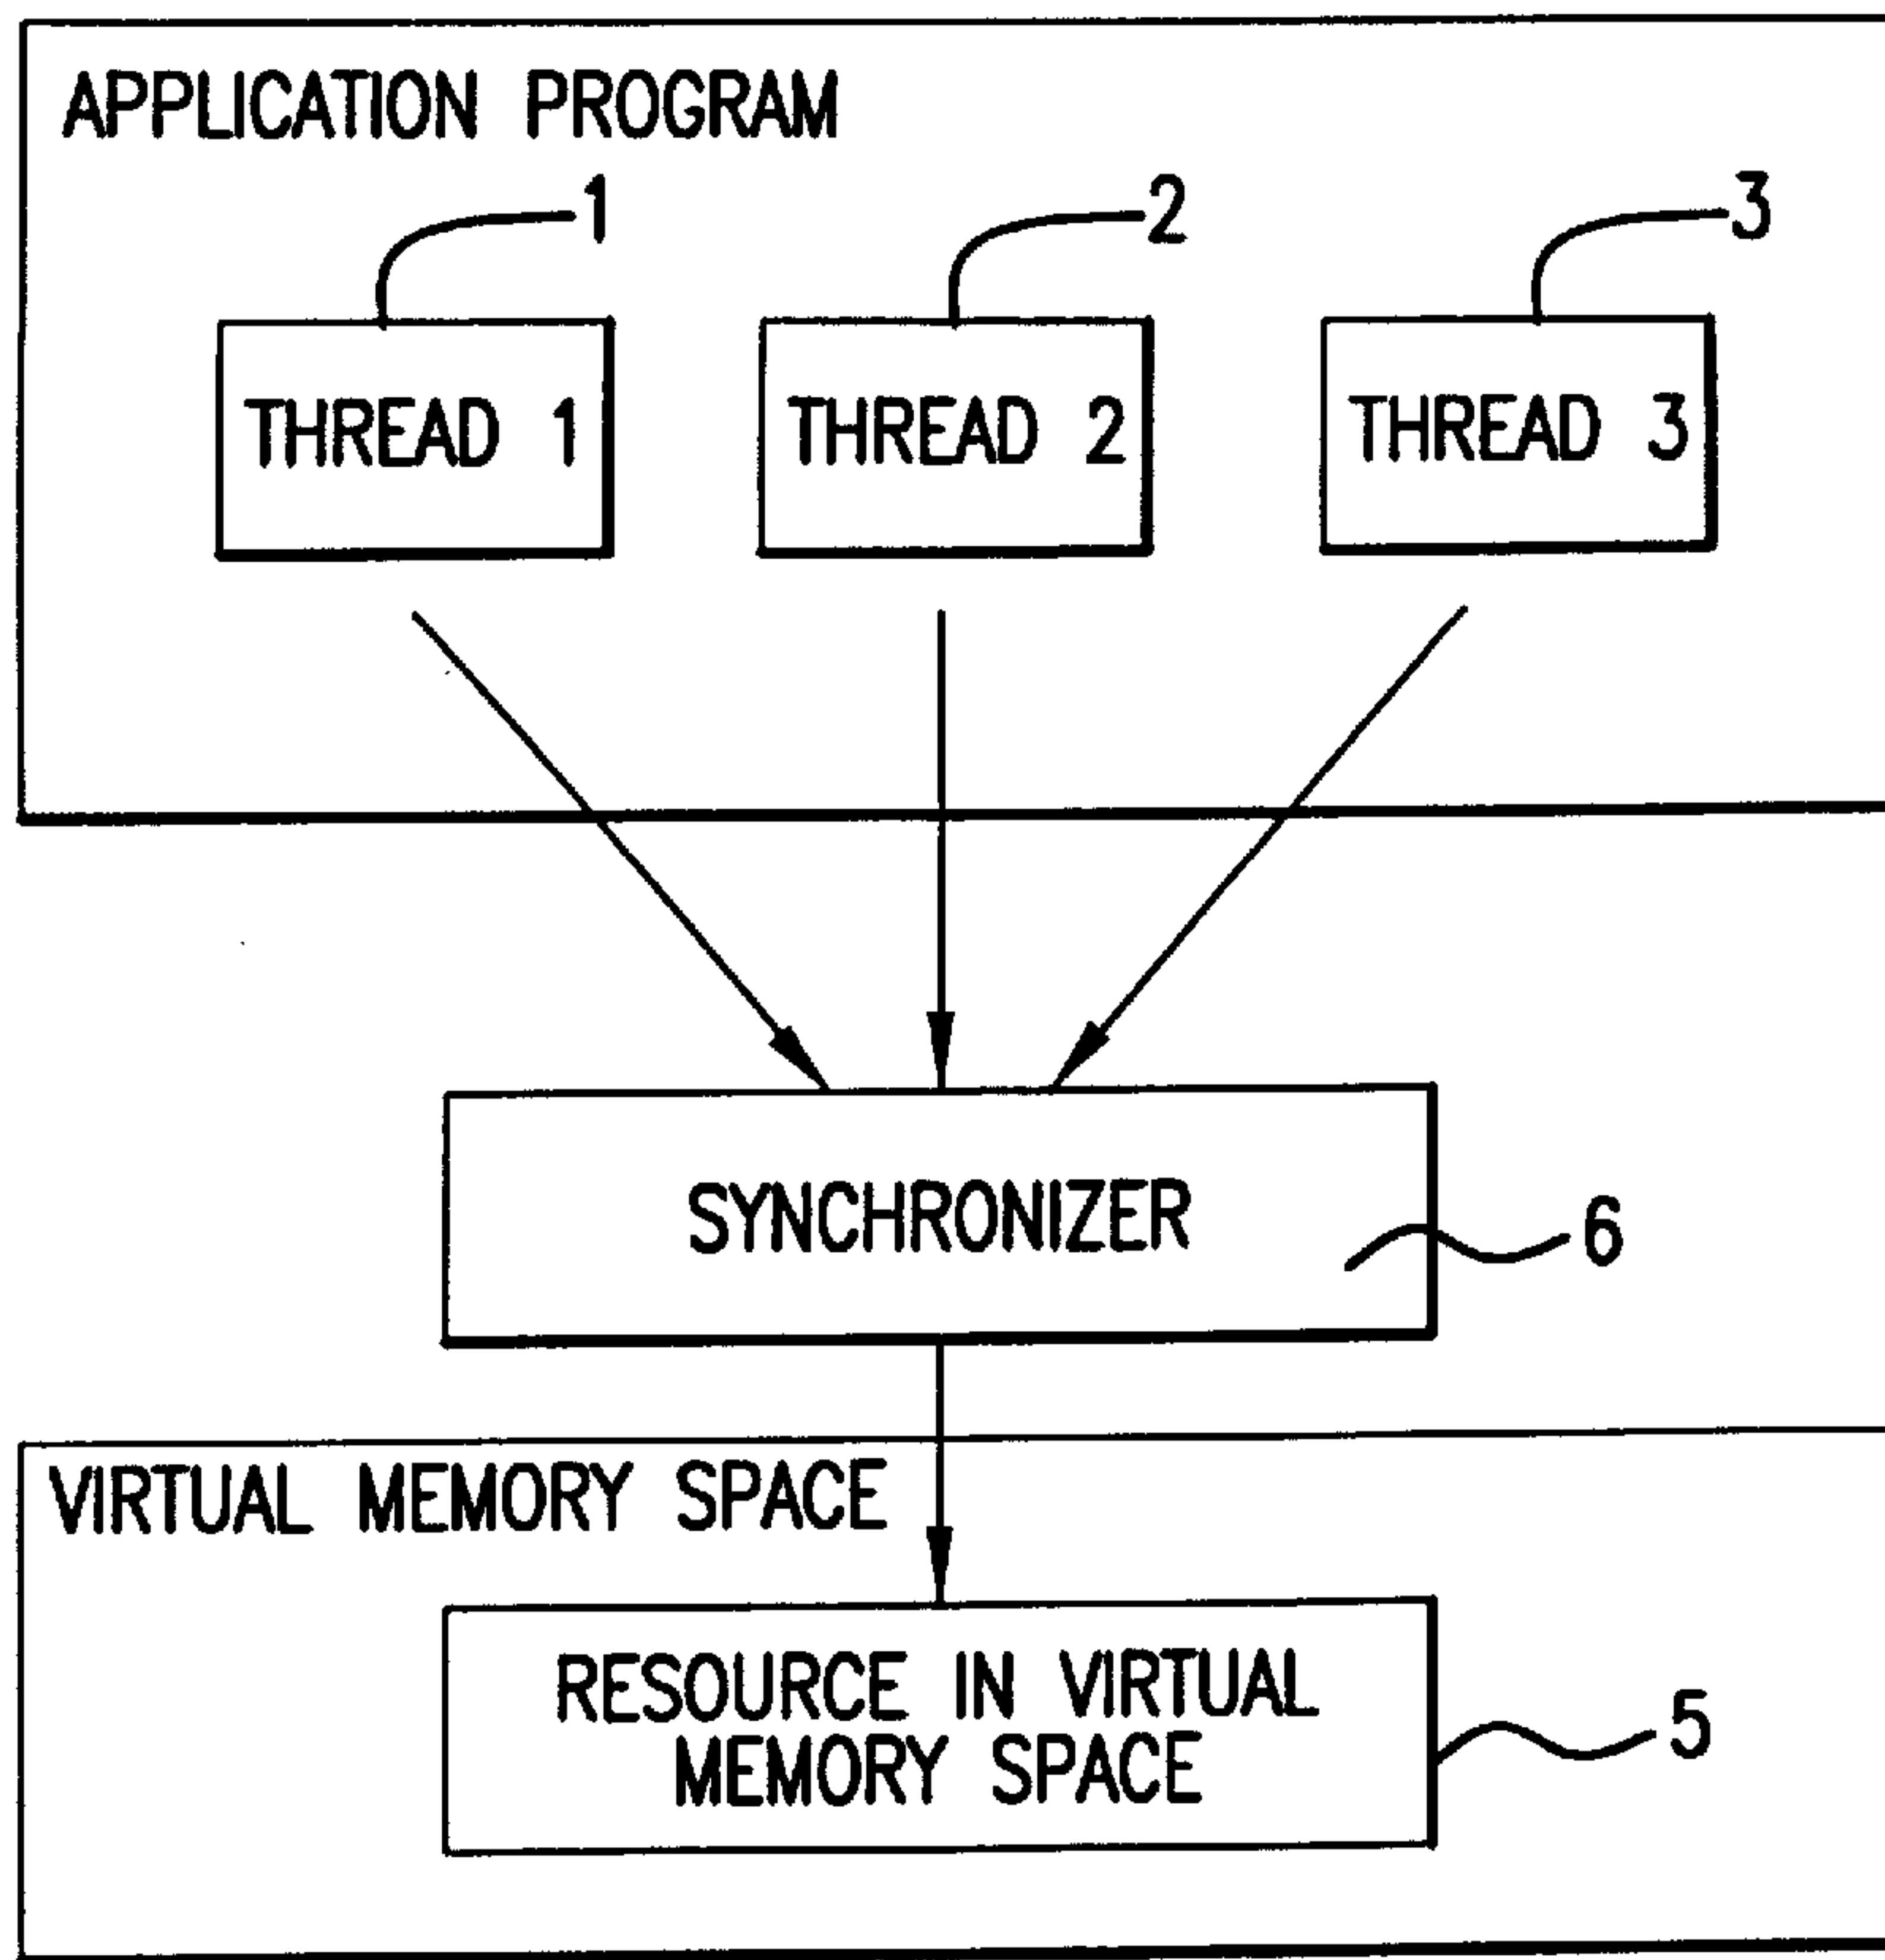 APPLICATION PROGRAM
1
2
3
THREAD 1
THREAD 2
THREAD 3
SYNCHRONIZER
6
VIRTUAL MEMORY SPACE
RESOURCE IN VIRTUAL
MEMORY SPACE
5